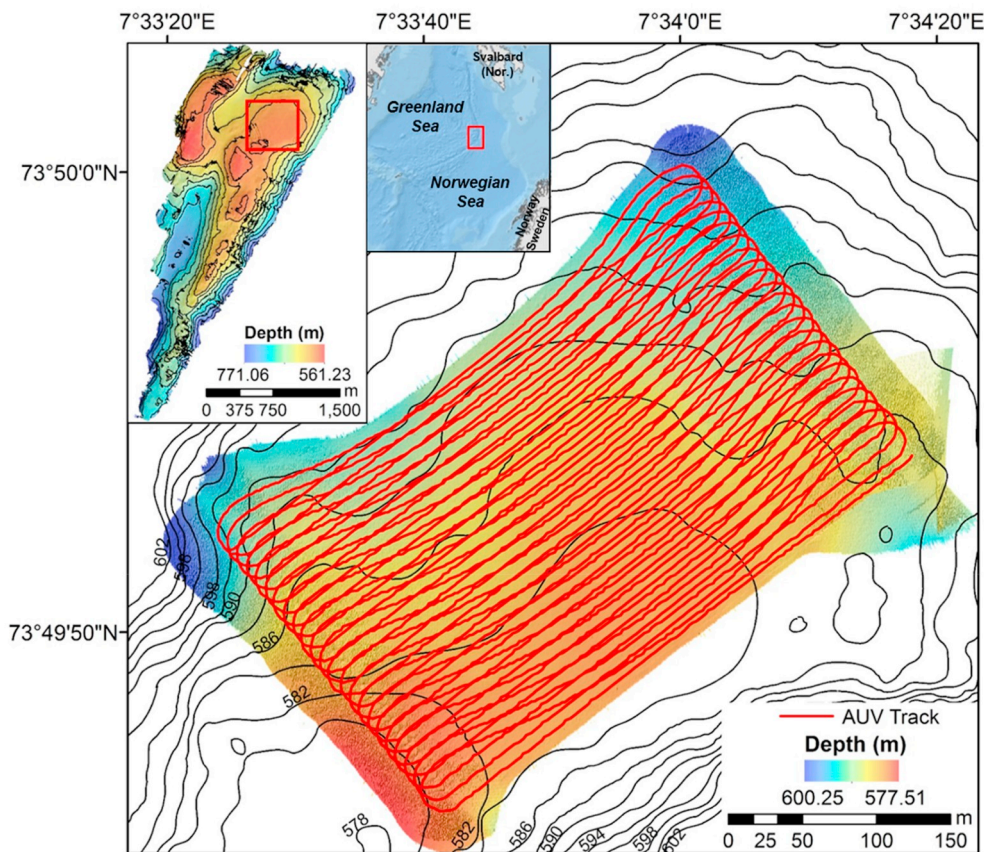 7°33'20"E
7°33'40"E
7°34'0"E
7°34'20"E
73°50'0"N
73°49'50"N
Depth (m)
771.06 561.23
m
0 375 750 1,500
Svalbard
(Nor.)
Greenland
Sea
Norwegian
Sea
Norway
Sweden
602
598
598
590
586
582
578
582
586
590
594
598
602
AUV Track
Depth (m)
600.25 577.51
m
0 25 50 100 150